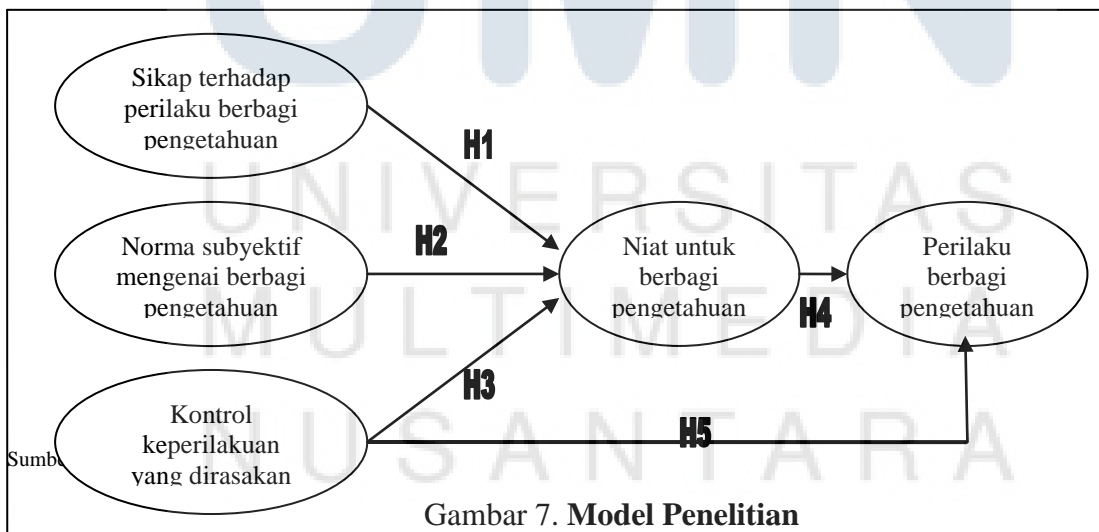 UMN
Sikap terhadap
perilaku berbagi
pengetahuan
H1
UNIVERSITAS
Norma subyektif
mengenai berbagi
pengetahuan
H2
Niat untuk
berbagi
pengetahuan
Perilaku
berbagi
pengetahuan
H4
MULTIMEDIA
H3
Kontrol
keperilakuan
yang dirasakan
H5
NUSANTARA
Gambar 7. Model Penelitian